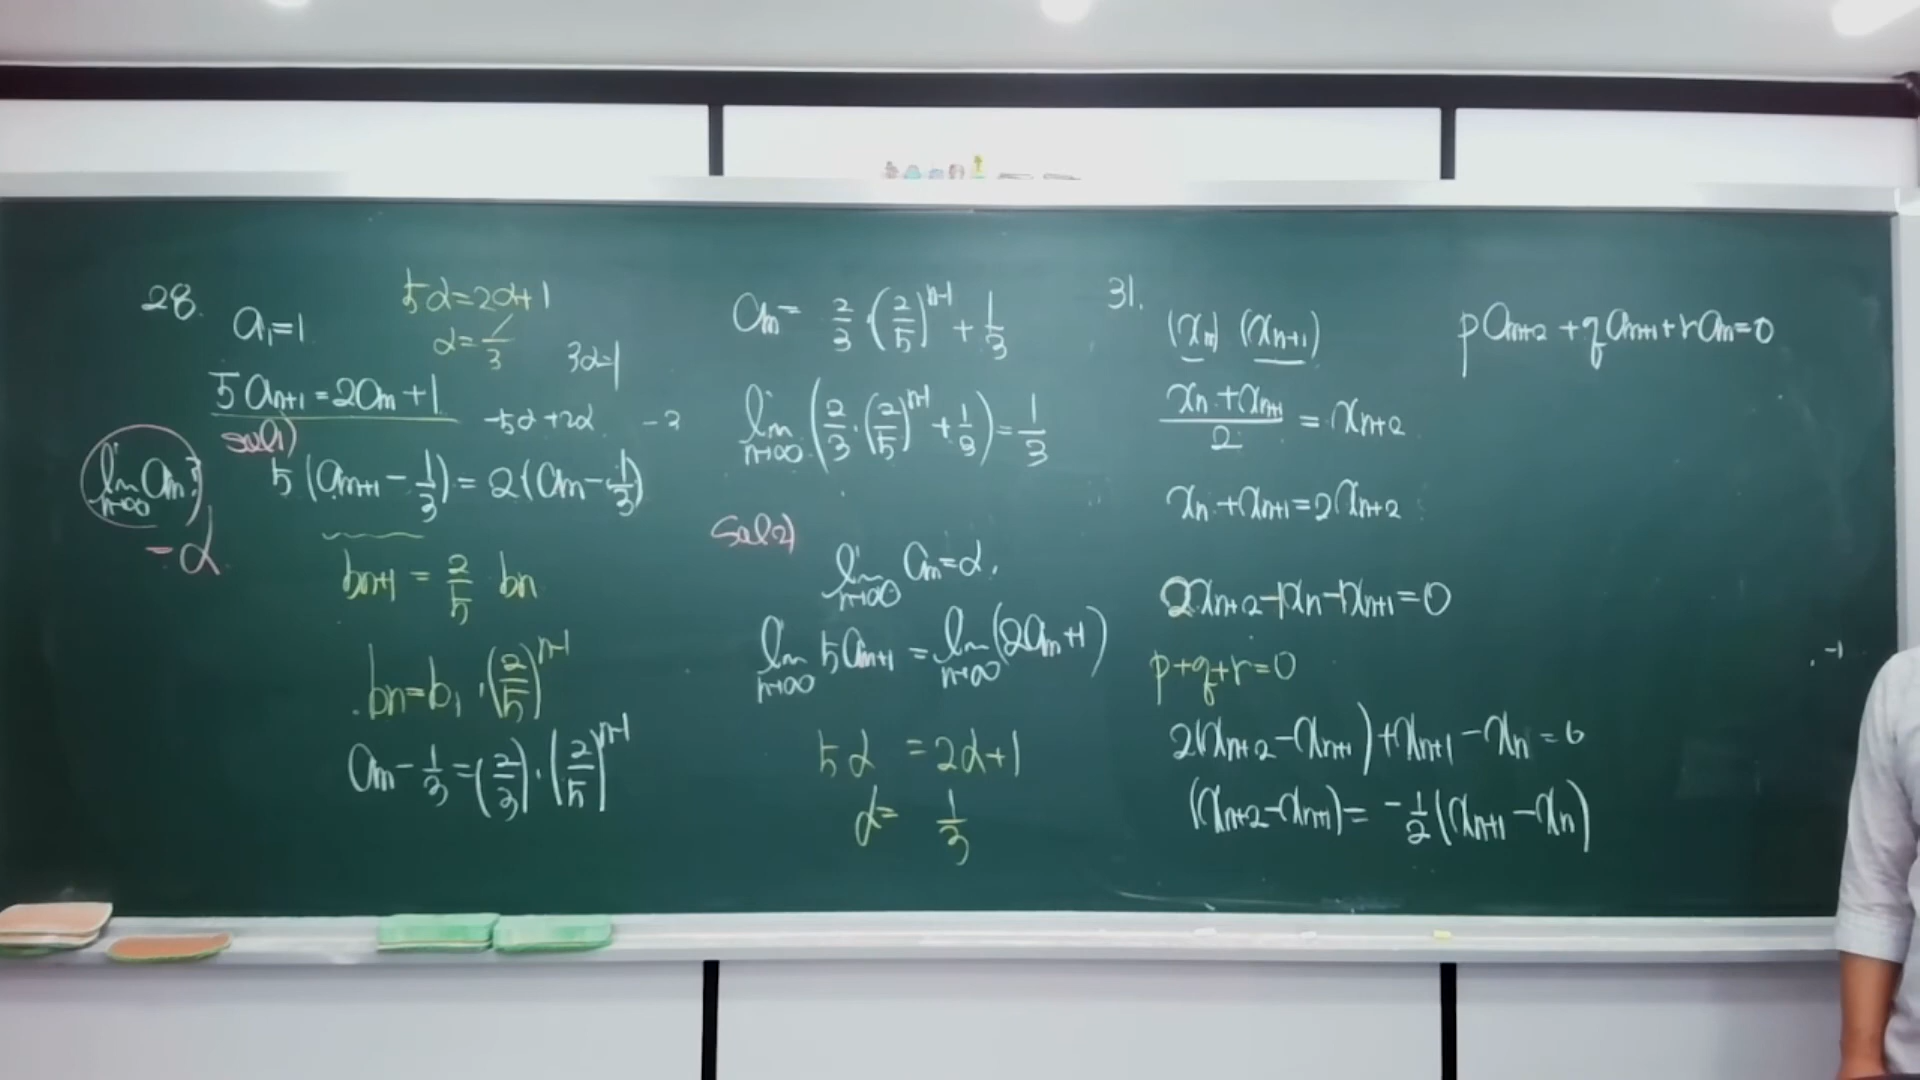 28.
a₁=1
5α=2α+1
α=1/3
3α=1
5aₙ₊₁=2aₙ+1
-5α+2α
sol1)
lim n→∞ aₙ?
-α
5(aₙ₊₁-1/3)=2(aₙ-1/3)
bₙ₊₁=2/5 bₙ
bₙ=b₁·(2/5)ⁿ⁻¹
aₙ-1/3=(2/3)·(2/5)ⁿ⁻¹
aₙ=2/3·(2/5)ⁿ⁻¹+1/3
lim n→∞ (2/3·(2/5)ⁿ⁻¹+1/3)=1/3
sol2)
lim n→∞ aₙ=α.
lim n→∞ 5aₙ₊₁=lim n→∞ (2aₙ+1)
5α=2α+1
α=1/3
31.
(xₙ) (xₙ₊₁)
paₙ₊₂+qaₙ₊₁+raₙ=0
(xₙ+xₙ₊₁)/2=xₙ₊₂
xₙ+xₙ₊₁=2xₙ₊₂
2xₙ₊₂-1xₙ-1xₙ₊₁=0
p+q+r=0
2(xₙ₊₂-xₙ₊₁)+xₙ₊₁-xₙ=0
(xₙ₊₂-xₙ₊₁)=-1/2(xₙ₊₁-xₙ)
-1